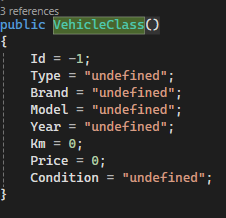 3 references
public VehicleClass()
{
Id = -1;
Type = "undefined";
Brand = "undefined";
Model = "undefined";
Year = "undefined";
Km = 0;
Price = 0;
Condition = "undefined";
}